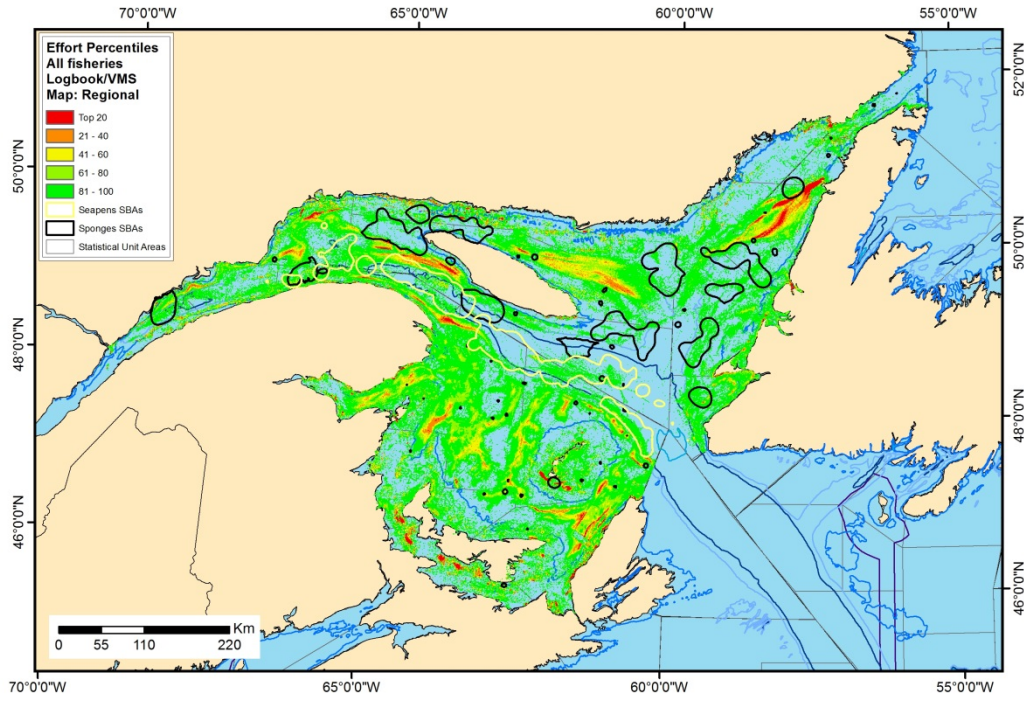 70°0'0"W 65°0'0"W 60°0'0"W 55°0'0"W
Effort Percentiles
All fisheries
Logbook/VMS
Map: Regional
Top 20
21 - 40
41 - 60
61 - 80
81 - 100
Seapens SBAs
Sponges SBAs
Statistical Unit Areas
50°0'0"N
48°0'0"N
46°0'0"N
52°0'0"N
50°0'0"N
48°0'0"N
46°0'0"N
Km
0 55 110 220
70°0'0"W 65°0'0"W 60°0'0"W 55°0'0"W